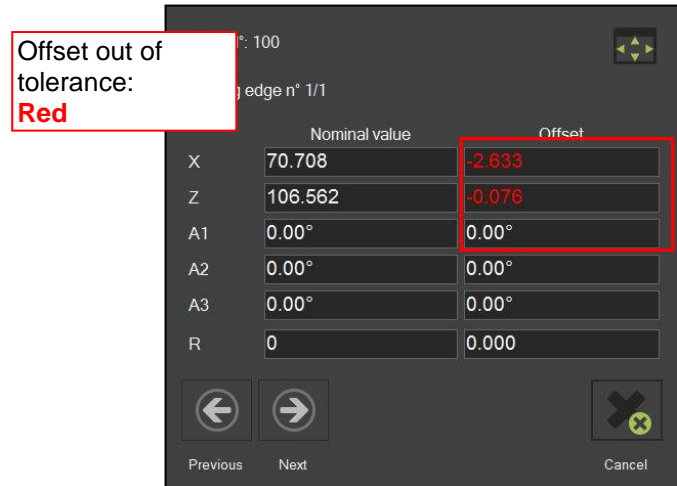 Offset out of
tolerance:
Red
°: 100
edge n° 1/1
Nominal value Offset
X 70.708 -2.633
Z 106.562 -0.076
A1 0.00° 0.00°
A2 0.00° 0.00°
A3 0.00° 0.00°
R 0 0.000
Previous Next Cancel